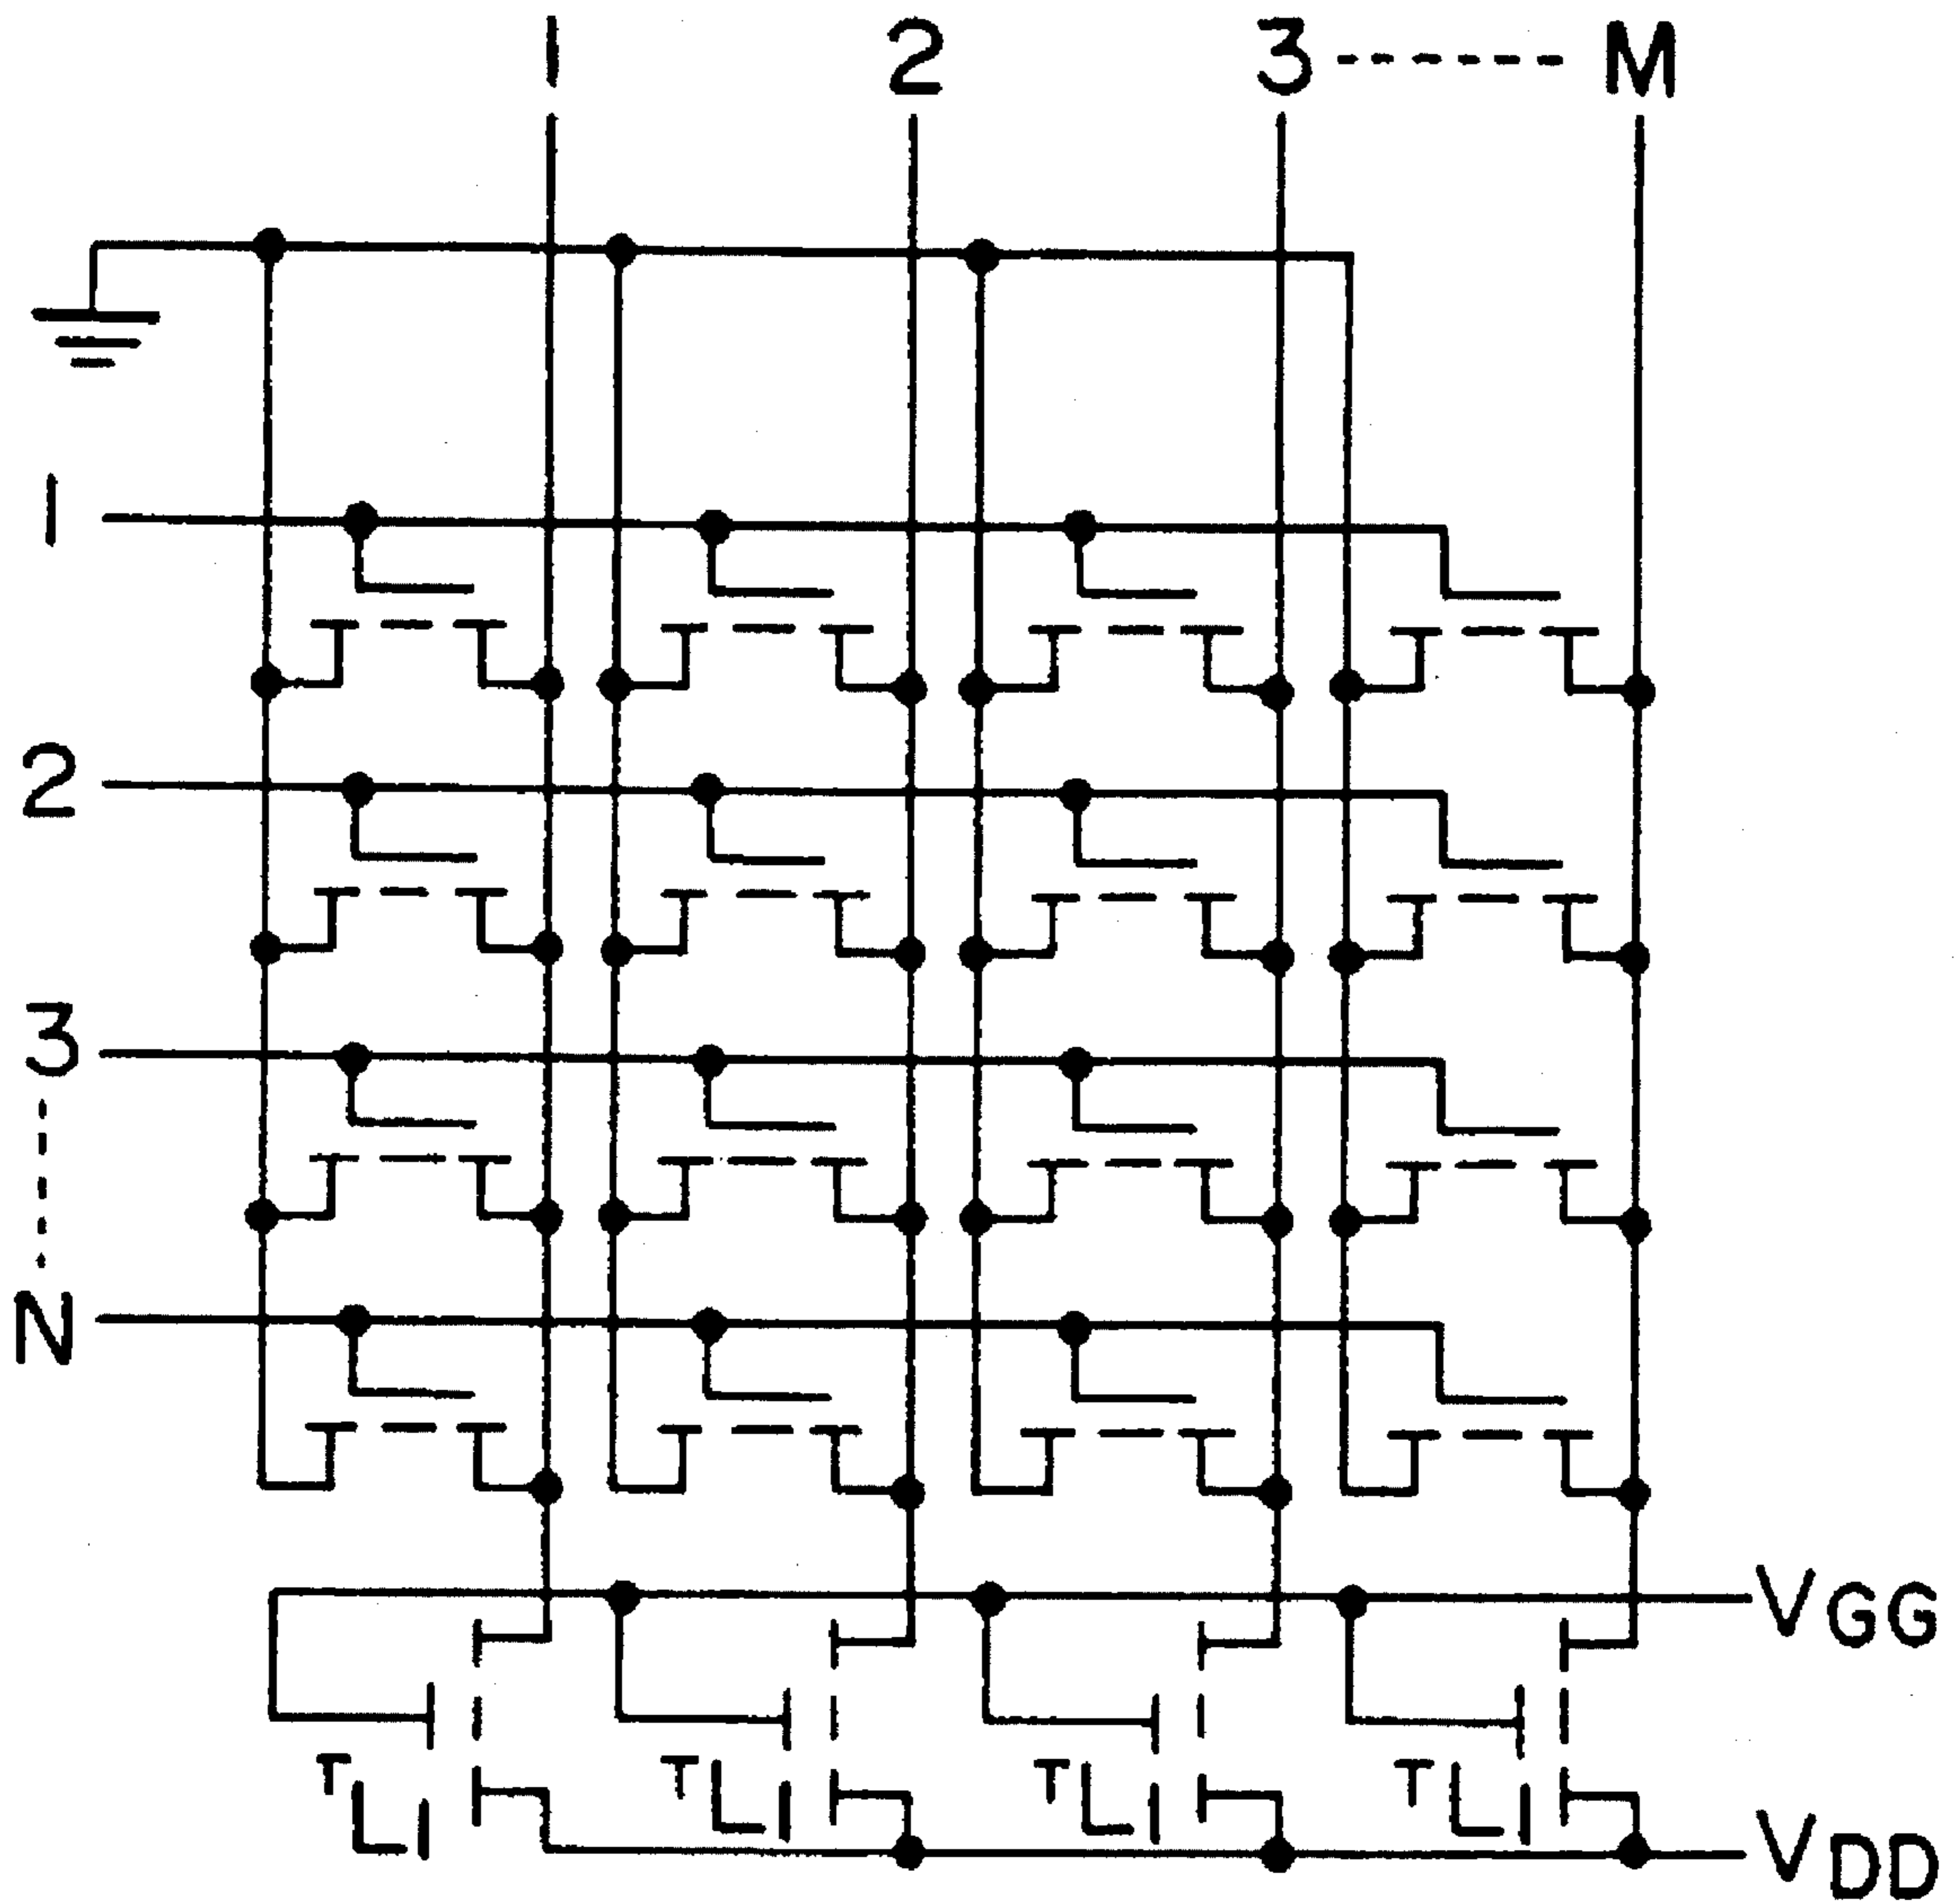 1 2 3 ------ M
1
2
3
N
VGG
TL1 TL1 TL1 TL1
VDD